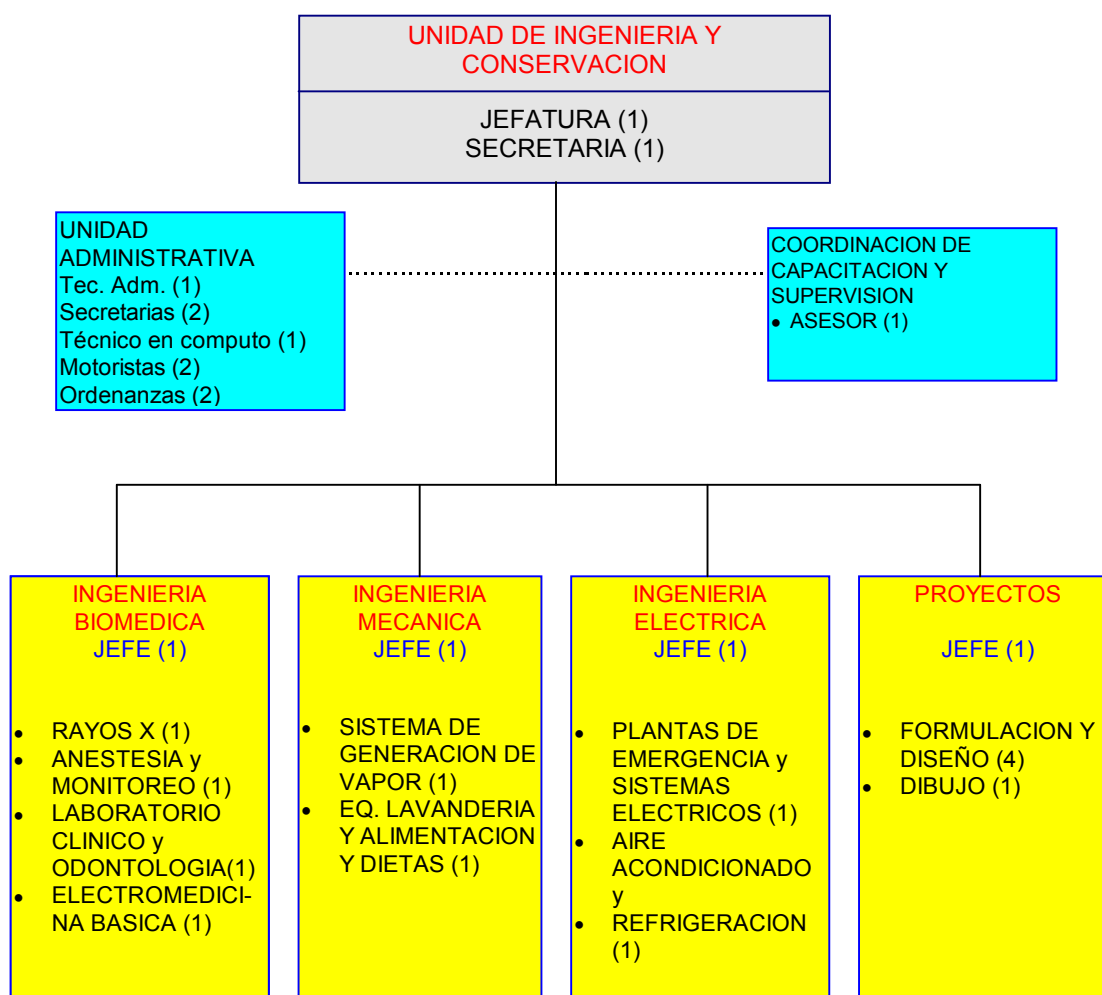 UNIDAD DE INGENIERIA Y
CONSERVACION
JEFATURA (1)
SECRETARIA (1)
UNIDAD
ADMINISTRATIVA
Tec. Adm. (1)
Secretarias (2)
Técnico en computo (1)
Motoristas (2)
Ordenanzas (2)
COORDINACION DE
CAPACITACION Y
SUPERVISION
• ASESOR (1)
INGENIERIA
BIOMEDICA
JEFE (1)
• RAYOS X (1)
• ANESTESIA y
MONITOREO (1)
• LABORATORIO
CLINICO y
ODONTOLOGIA(1)
• ELECTROMEDICI-
NA BASICA (1)
INGENIERIA
MECANICA
JEFE (1)
• SISTEMA DE
GENERACION DE
VAPOR (1)
• EQ. LAVANDERIA
Y ALIMENTACION
Y DIETAS (1)
INGENIERIA
ELECTRICA
JEFE (1)
• PLANTAS DE
EMERGENCIA y
SISTEMAS
ELECTRICOS (1)
• AIRE
ACONDICIONADO
y
• REFRIGERACION
(1)
PROYECTOS
JEFE (1)
• FORMULACION Y
DISEÑO (4)
• DIBUJO (1)